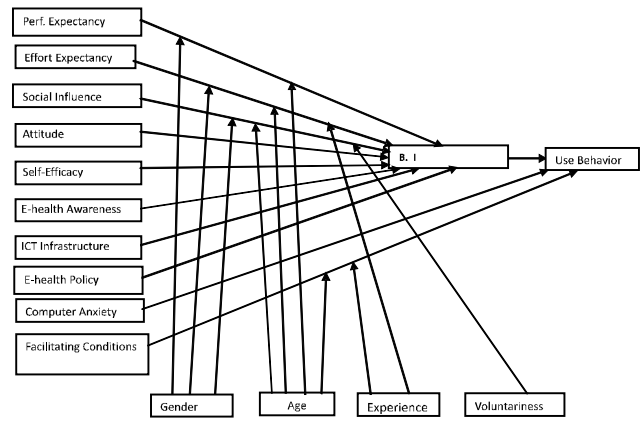 Perf. Expectancy
Effort Expectancy
Social Influence
Attitude
Self-Efficacy
E-health Awareness
ICT Infrastructure
E-health Policy
Computer Anxiety
Facilitating Conditions
B. I
Use Behavior
Gender
Age
Experience
Voluntariness